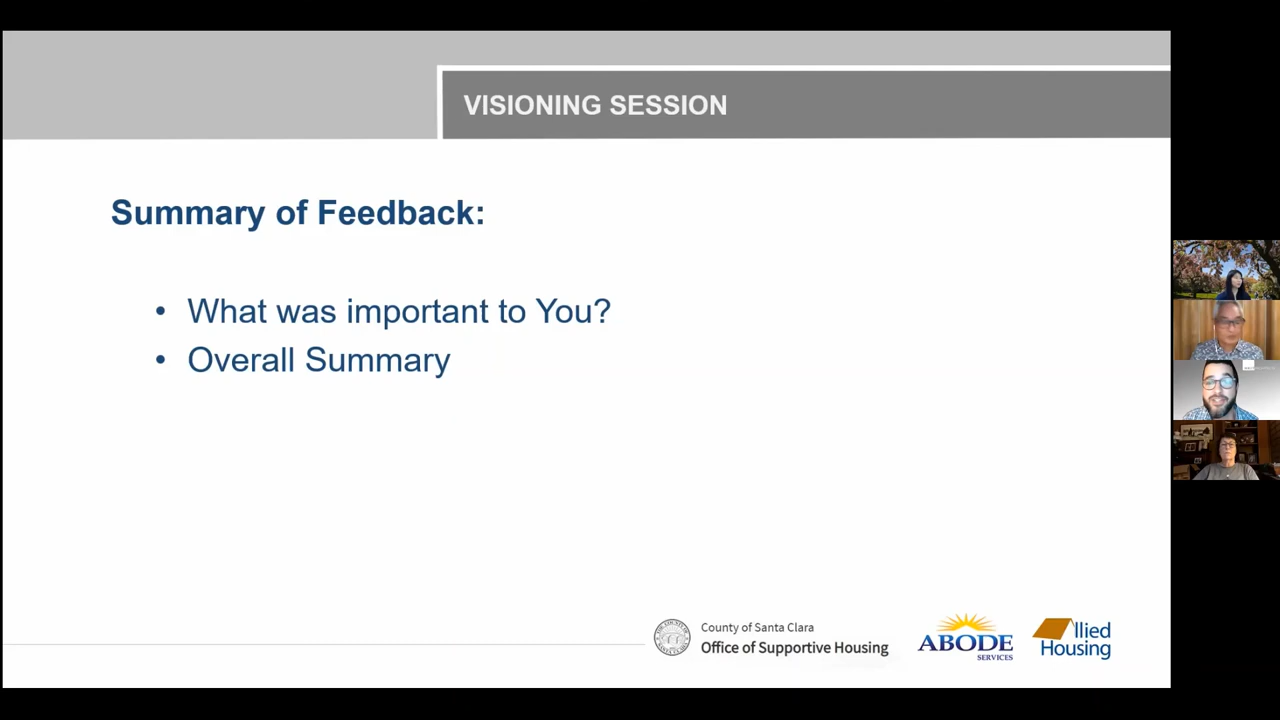 VISIONING SESSION
Summary of Feedback:
• What was important to You?
• Overall Summary
County of Santa Clara
Office of Supportive Housing
ABODE
SERVICES
llied
Housing